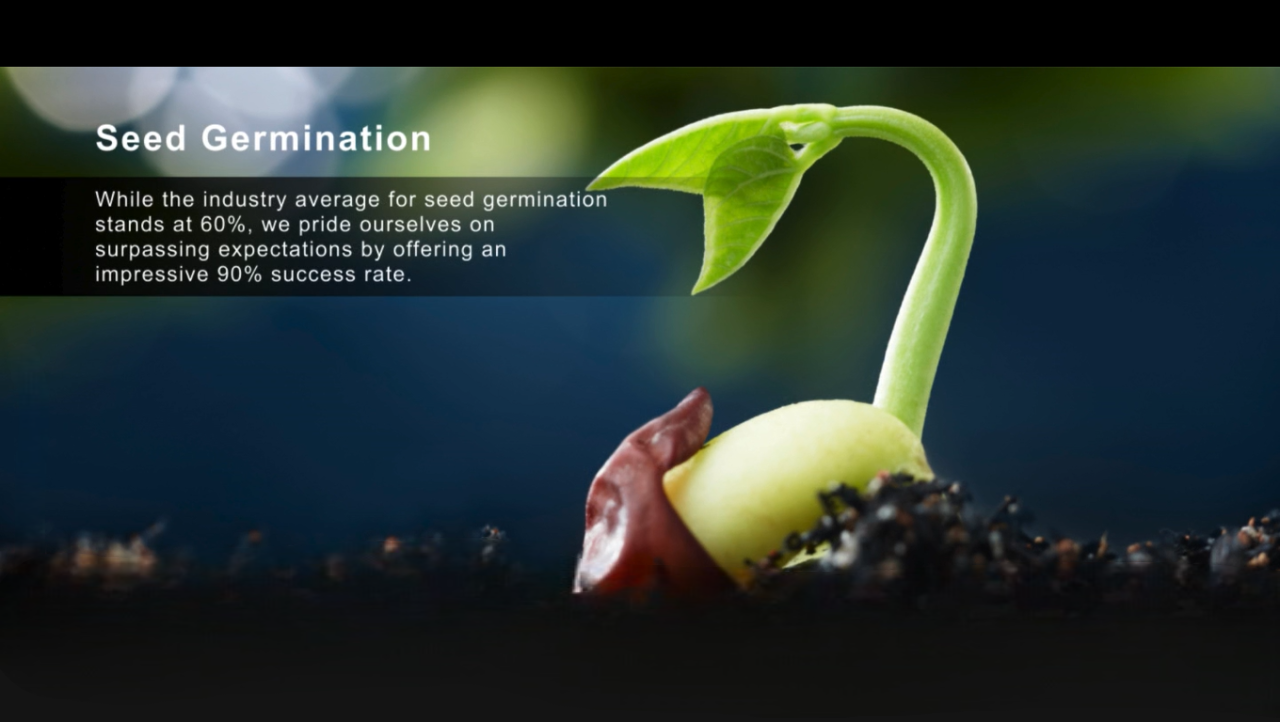 Seed Germination
While the industry average for seed germination
stands at 60%, we pride ourselves on
surpassing expectations by offering an
impressive 90% success rate.